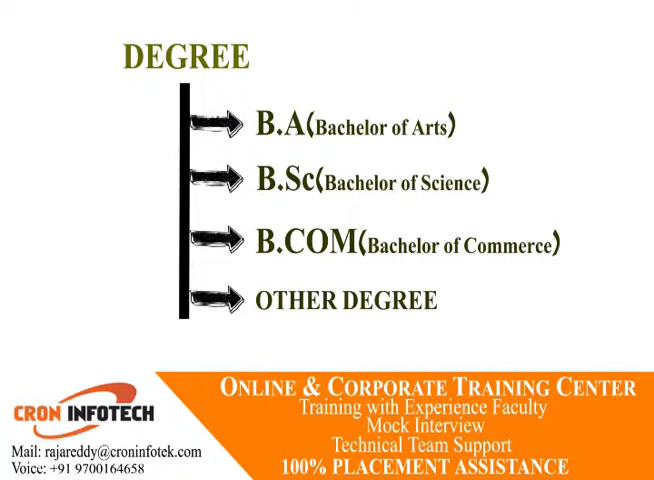 DEGREE
B.A(Bachelor of Arts)
B.Sc(Bachelor of Science)
B.COM(Bachelor of Commerce)
OTHER DEGREE
CRON INFOTECH
Mail: rajareddy@croninfotek.com
Voice: +91 9700164658
ONLINE & CORPORATE TRAINING CENTER
Training with Experience Faculty
Mock Interview
Technical Team Support
100% PLACEMENT ASSISTANCE